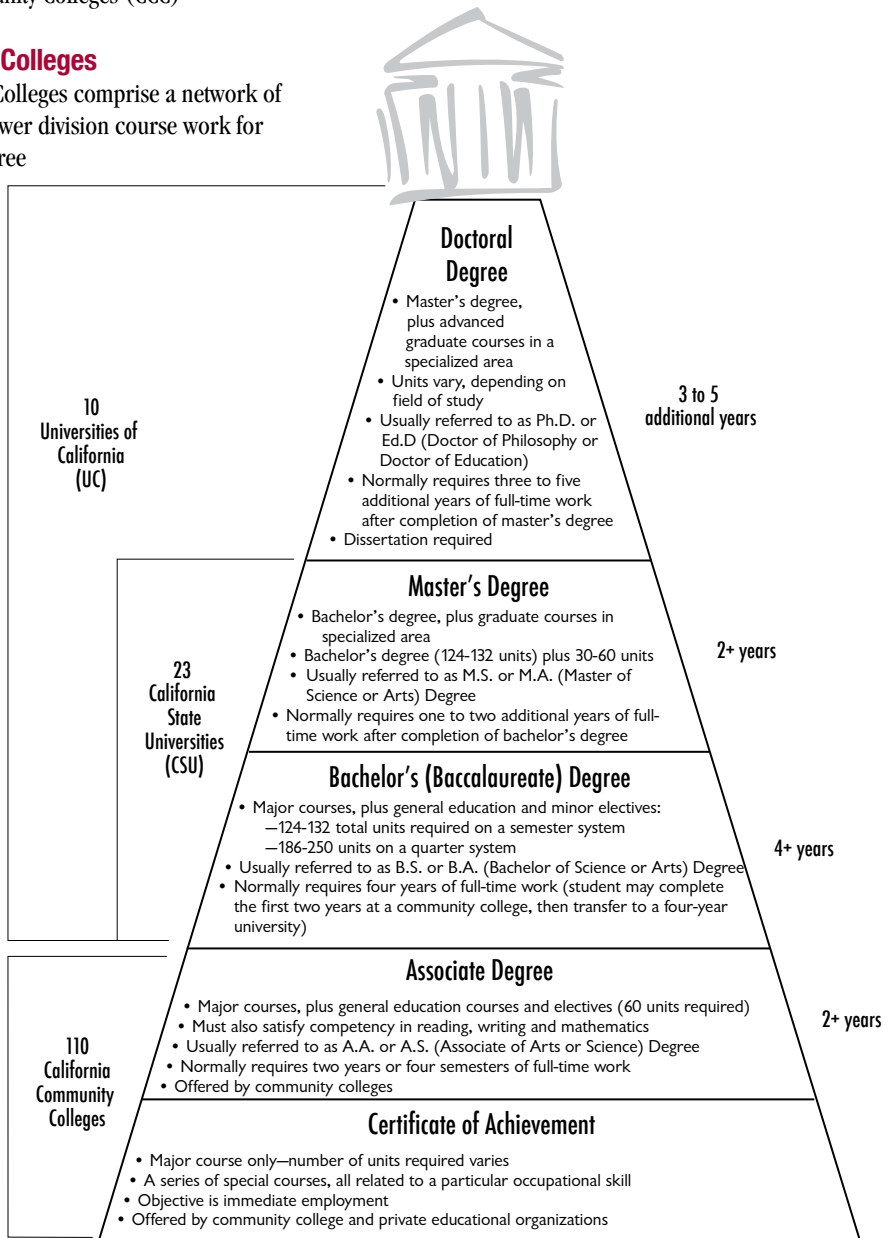 Colleges (CCC)
Colleges
Colleges comprise a network of
wer division course work for
ree
Doctoral
Degree
• Master's degree,
plus advanced
graduate courses in a
specialized area
• Units vary, depending on
field of study
• Usually referred to as Ph.D. or
Ed.D (Doctor of Philosophy or
Doctor of Education)
• Normally requires three to five
additional years of full-time work
after completion of master's degree
• Dissertation required
3 to 5
additional years
10
Universities of
California
(UC)
Master's Degree
• Bachelor's degree, plus graduate courses in
specialized area
• Bachelor's degree (124-132 units) plus 30-60 units
• Usually referred to as M.S. or M.A. (Master of
Science or Arts) Degree
• Normally requires one to two additional years of full-
time work after completion of bachelor's degree
2+ years
23
California
State
Universities
(CSU)
Bachelor's (Baccalaureate) Degree
• Major courses, plus general education and minor electives:
—124-132 total units required on a semester system
—186-250 units on a quarter system
• Usually referred to as B.S. or B.A. (Bachelor of Science or Arts) Degree
• Normally requires four years of full-time work (student may complete
the first two years at a community college, then transfer to a four-year
university)
4+ years
Associate Degree
• Major courses, plus general education courses and electives (60 units required)
• Must also satisfy competency in reading, writing and mathematics
• Usually referred to as A.A. or A.S. (Associate of Arts or Science) Degree
• Normally requires two years or four semesters of full-time work
• Offered by community colleges
2+ years
110
California
Community
Colleges
Certificate of Achievement
• Major course only—number of units required varies
• A series of special courses, all related to a particular occupational skill
• Objective is immediate employment
• Offered by community college and private educational organizations